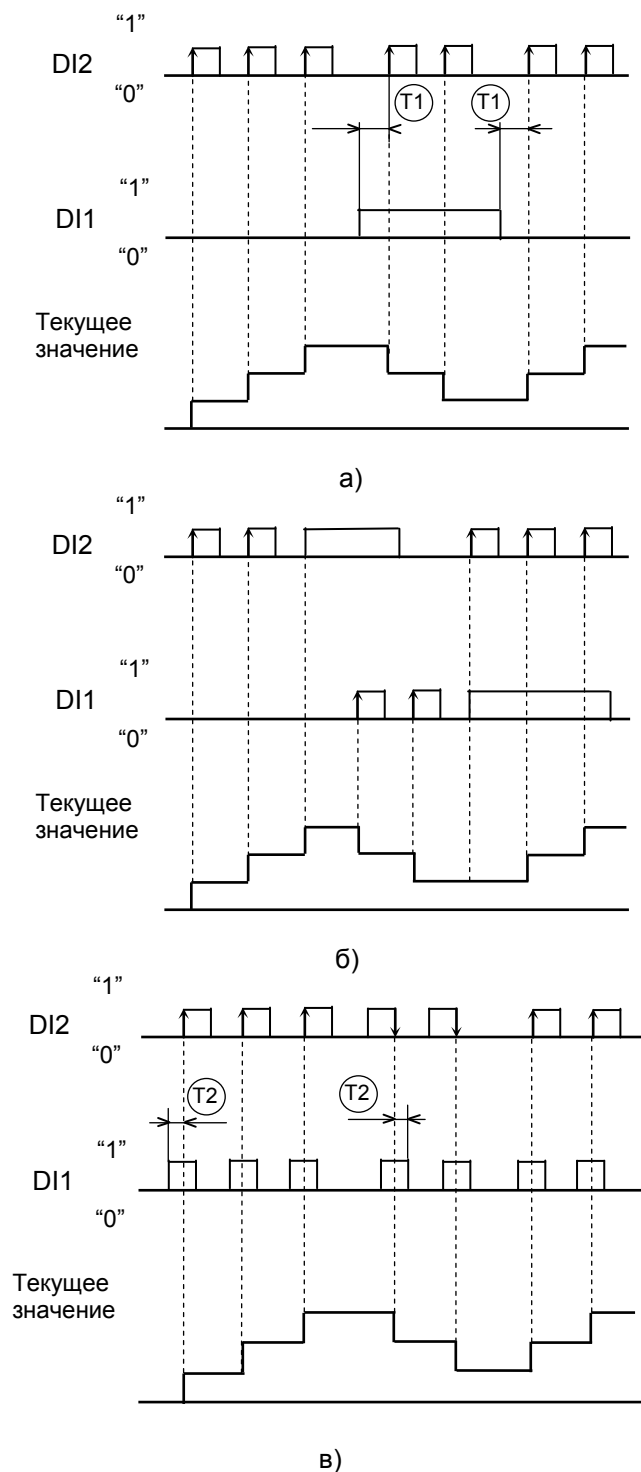 “1”
DI2
“0”
T1 T1
“1”
DI1
“0”
Текущее
значение
а)
“1”
DI2
“0”
“1”
DI1
“0”
Текущее
значение
б)
“1”
DI2
“0”
T2 T2
“1”
DI1
“0”
Текущее
значение
в)